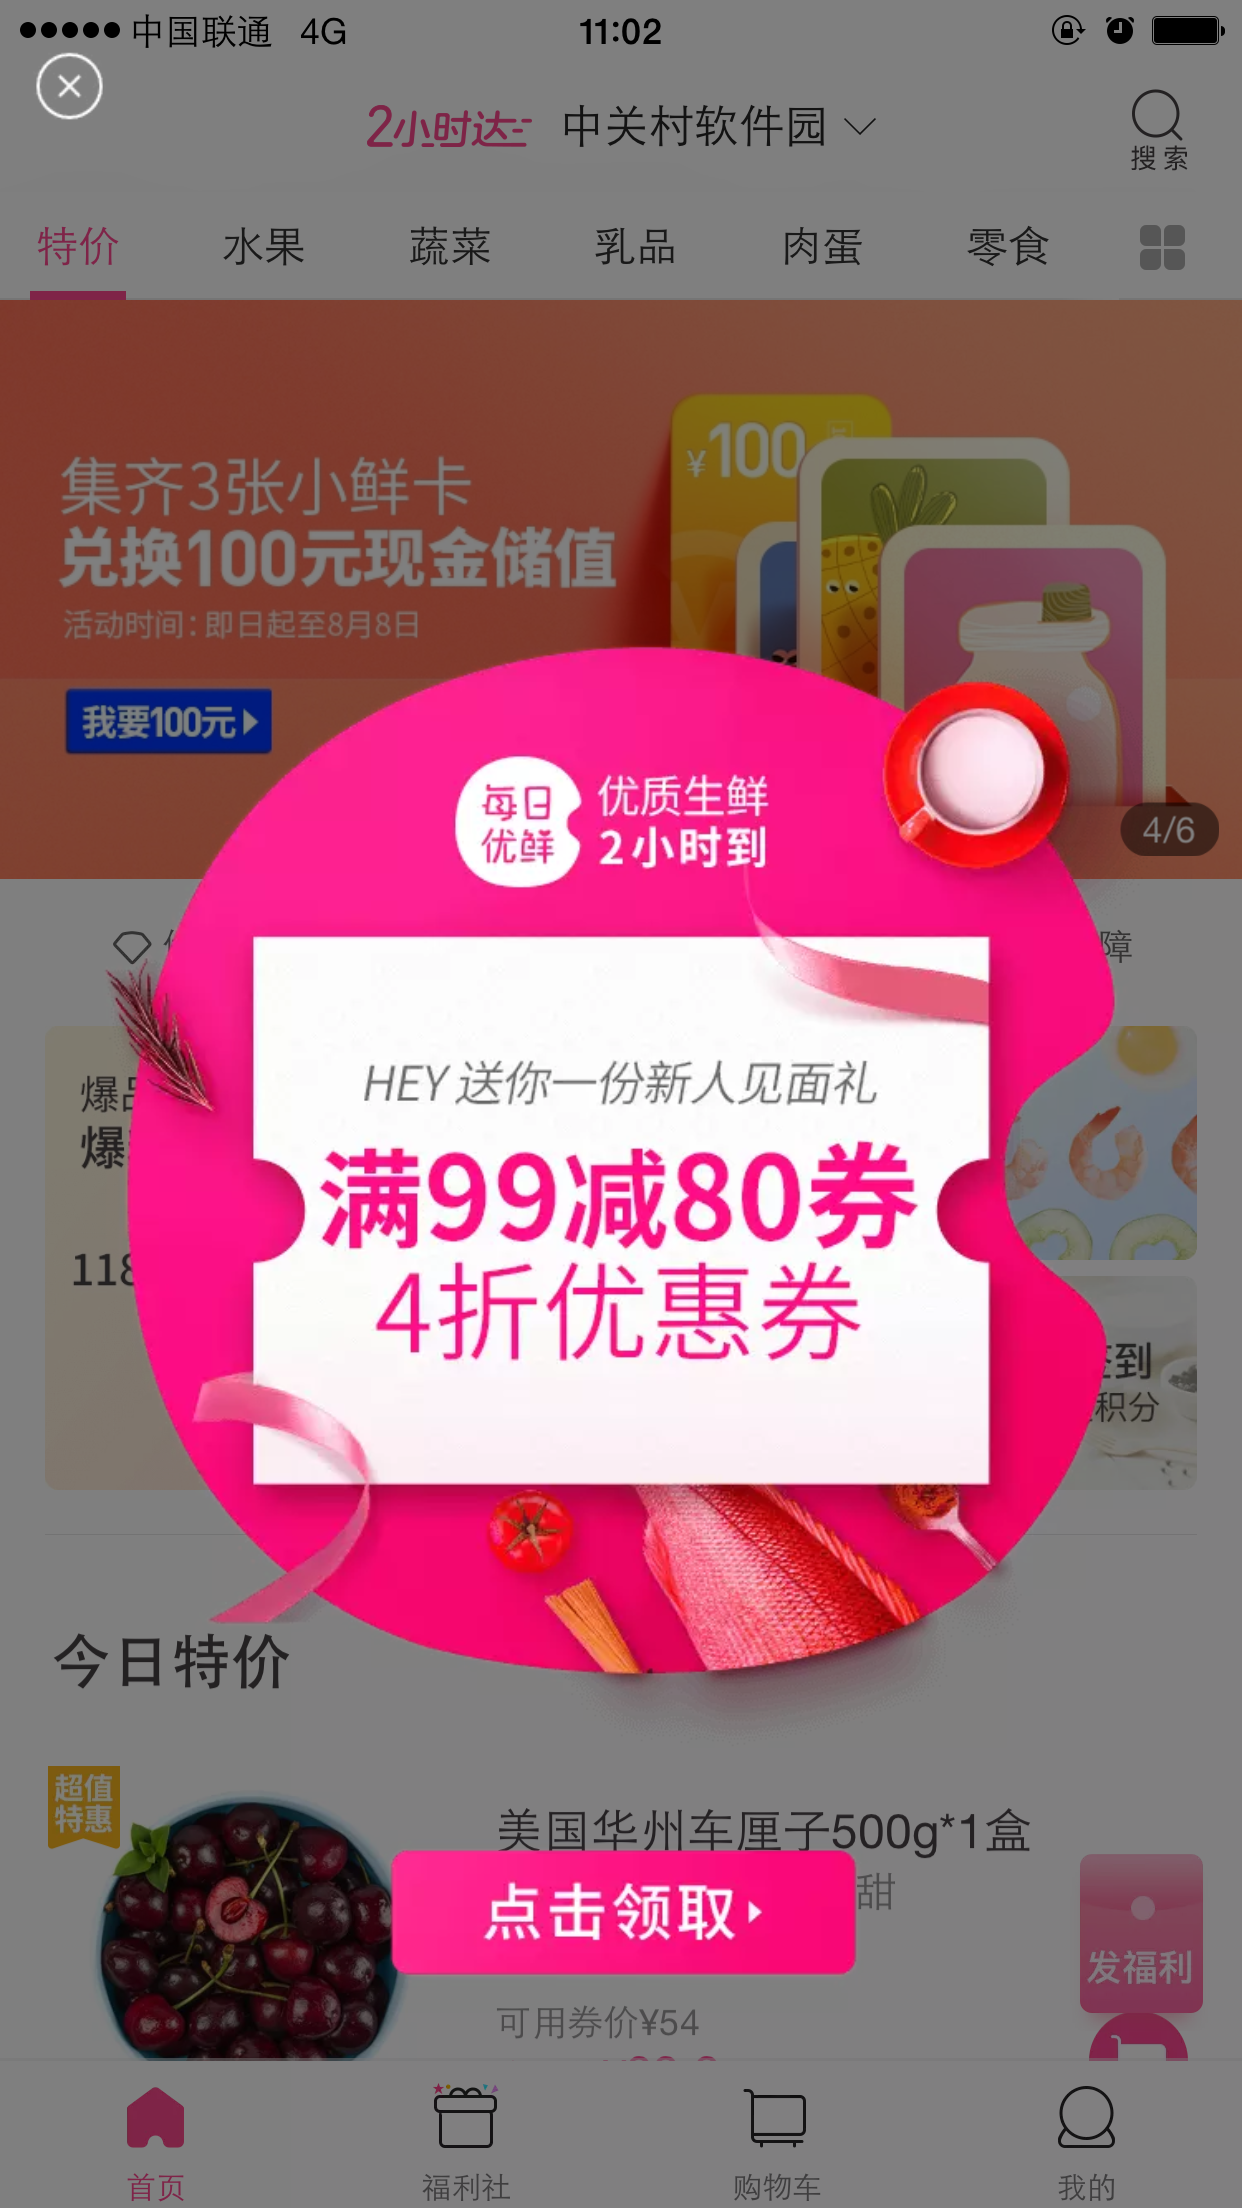 中国联通 4G 11:02
2小时达 中关村软件园
搜索
特价 水果 蔬菜 乳品 肉蛋 零食
¥100
集齐3张小鲜卡
兑换100元现金储值
活动时间:即日起至8月8日
我要100元
4/6
每日优鲜
优质生鲜
2小时到
障
HEY 送你一份新人见面礼
满99减80券
4折优惠券
爆
118
到
积分
今日特价
超值
特惠
美国华州车厘子500g*1盒
甜
点击领取
发福利
可用券价¥54
首页 福利社 购物车 我的